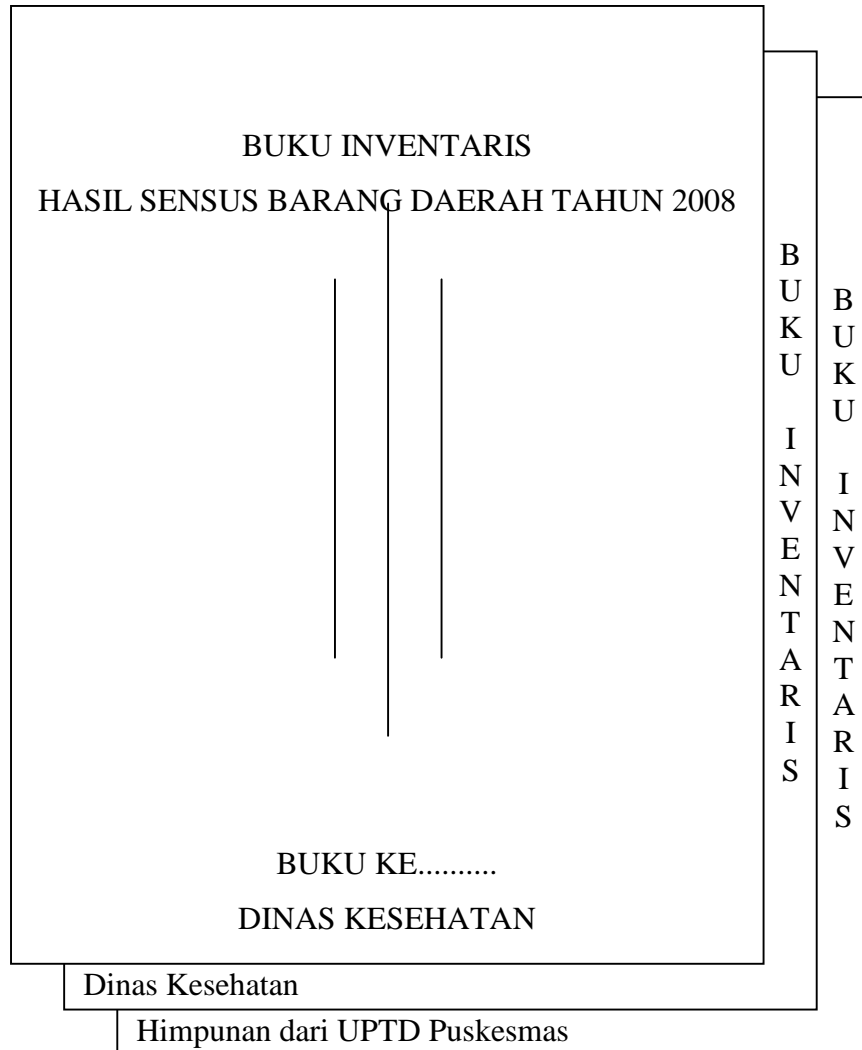 BUKU INVENTARIS
HASIL SENSUS BARANG DAERAH TAHUN 2008
BUKU KE..........
DINAS KESEHATAN
BUKU INVENTARIS
Dinas Kesehatan
BUKU INVENTARIS
Himpunan dari UPTD Puskesmas